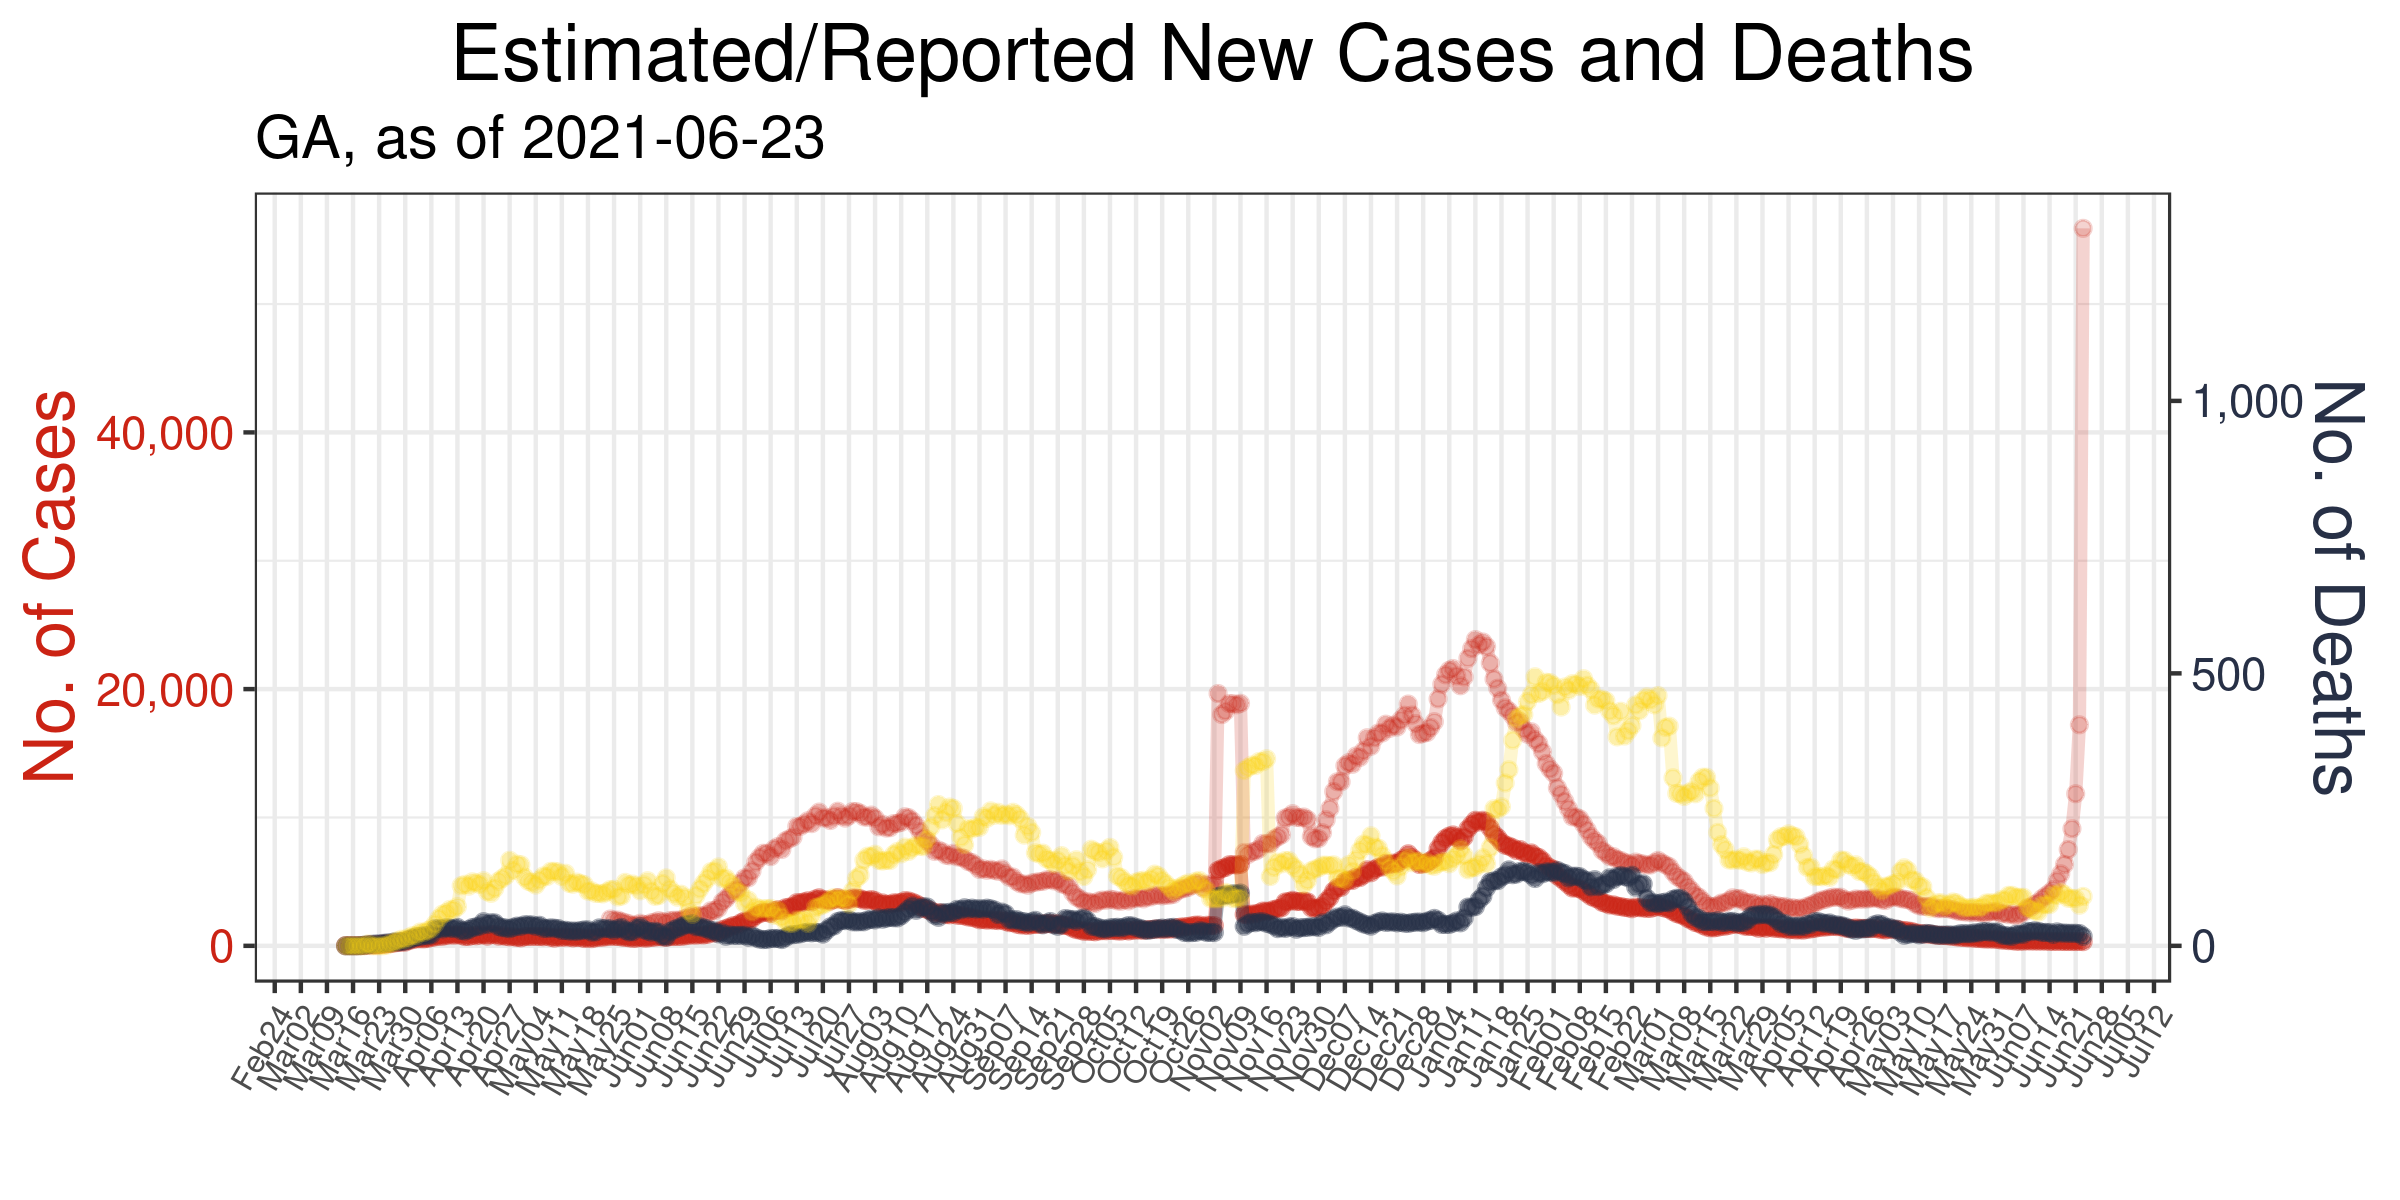 Estimated/Reported New Cases and Deaths
GA, as of 2021-06-23
No. of Cases
40,000
20,000
0
1,000
500
0
No. of Deaths
Feb24
Mar02
Mar09
Mar16
Mar23
Mar30
Apr06
Apr13
Apr20
Apr27
May04
May11
May18
May25
Jun01
Jun08
Jun15
Jun22
Jun29
Jul06
Jul13
Jul20
Jul27
Aug03
Aug10
Aug17
Aug24
Aug31
Sep07
Sep14
Sep21
Sep28
Oct05
Oct12
Oct19
Oct26
Nov02
Nov09
Nov16
Nov23
Nov30
Dec07
Dec14
Dec21
Dec28
Jan04
Jan11
Jan18
Jan25
Feb01
Feb08
Feb15
Feb22
Mar01
Mar08
Mar15
Mar22
Mar29
Apr05
Apr12
Apr19
Apr26
May03
May10
May17
May24
May31
Jun07
Jun14
Jun21
Jun28
Jul05
Jul12